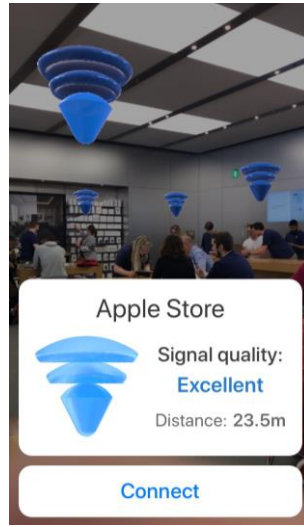 Apple Store
Signal quality:
Excellent
Distance: 23.5m
Connect